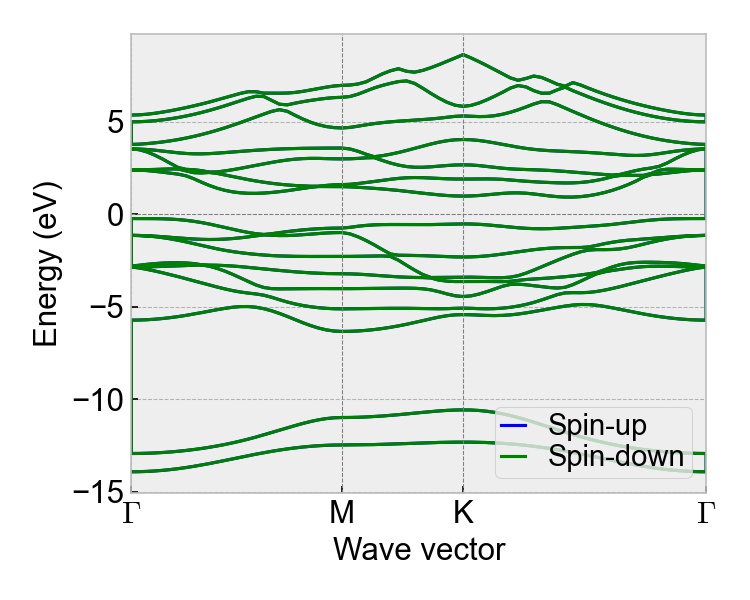 5
0
−5
−10
−15
Energy (eV)
Spin-up
Spin-down
Γ M K Γ
Wave vector